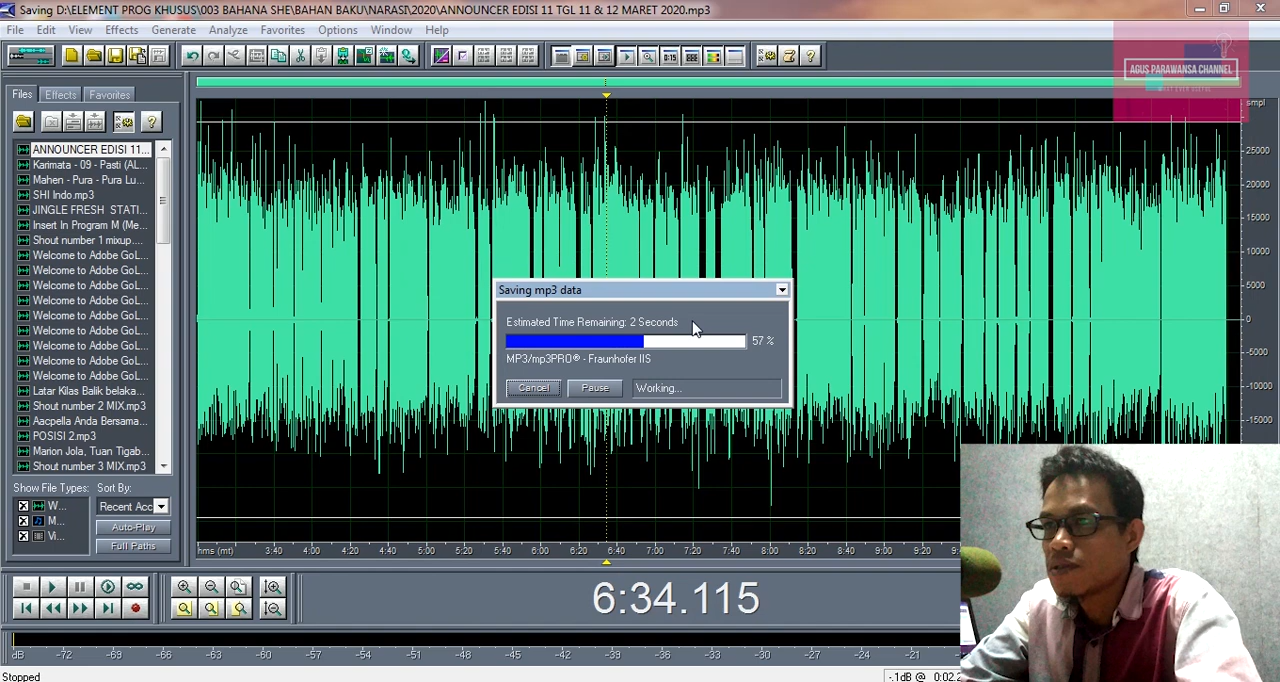 Saving D:\ELEMENT PROG KHUSUS\003 BAHANA SHE\BAHAN BAKU\NARASI\2020\ANNOUNCER EDISI 11 TGL 11 & 12 MARET 2020.mp3
File Edit View Effects Generate Analyze Favorites Options Window Help
AGUS PARAWANSA CHANNEL
Files Effects Favorites
ANNOUNCER EDISI 11...
Karimata - 09 - Pasti (AL...
Mahen - Pura - Pura Lu...
SHI Indo.mp3
JINGLE FRESH STATI...
Insert In Program M (Me...
Shout number 1 mixup....
Welcome to Adobe GoL...
Welcome to Adobe GoL...
Welcome to Adobe GoL...
Welcome to Adobe GoL...
Welcome to Adobe GoL...
Welcome to Adobe GoL...
Welcome to Adobe GoL...
Welcome to Adobe GoL...
Welcome to Adobe GoL...
Latar Kilas Balik belaka...
Shout number 2 MIX.mp3
Aacpella Anda Bersama...
POSISI 2.mp3
Marion Jola, Tuan Tigab...
Shout number 3 MIX.mp3
Show File Types: Sort By:
W... Recent Acc
M... Auto-Play
Vi... Full Paths
smpl
25000
20000
15000
10000
5000
0
-5000
-10000
-15000
Saving mp3 data
Estimated Time Remaining: 2 Seconds
57 %
MP3/mp3PRO® - Fraunhofer IIS
Cancel Pause Working...
hms (mt) 3:40 4:00 4:20 4:40 5:00 5:20 5:40 6:00 6:20 6:40 7:00 7:20 7:40 8:00 8:20 8:40 9:00 9:20
6:34.115
dB -72 -69 -66 -63 -60 -57 -54 -51 -48 -45 -42 -39 -36 -33 -30 -27 -24 -21
Stopped
-.1dB @ 0:02.2